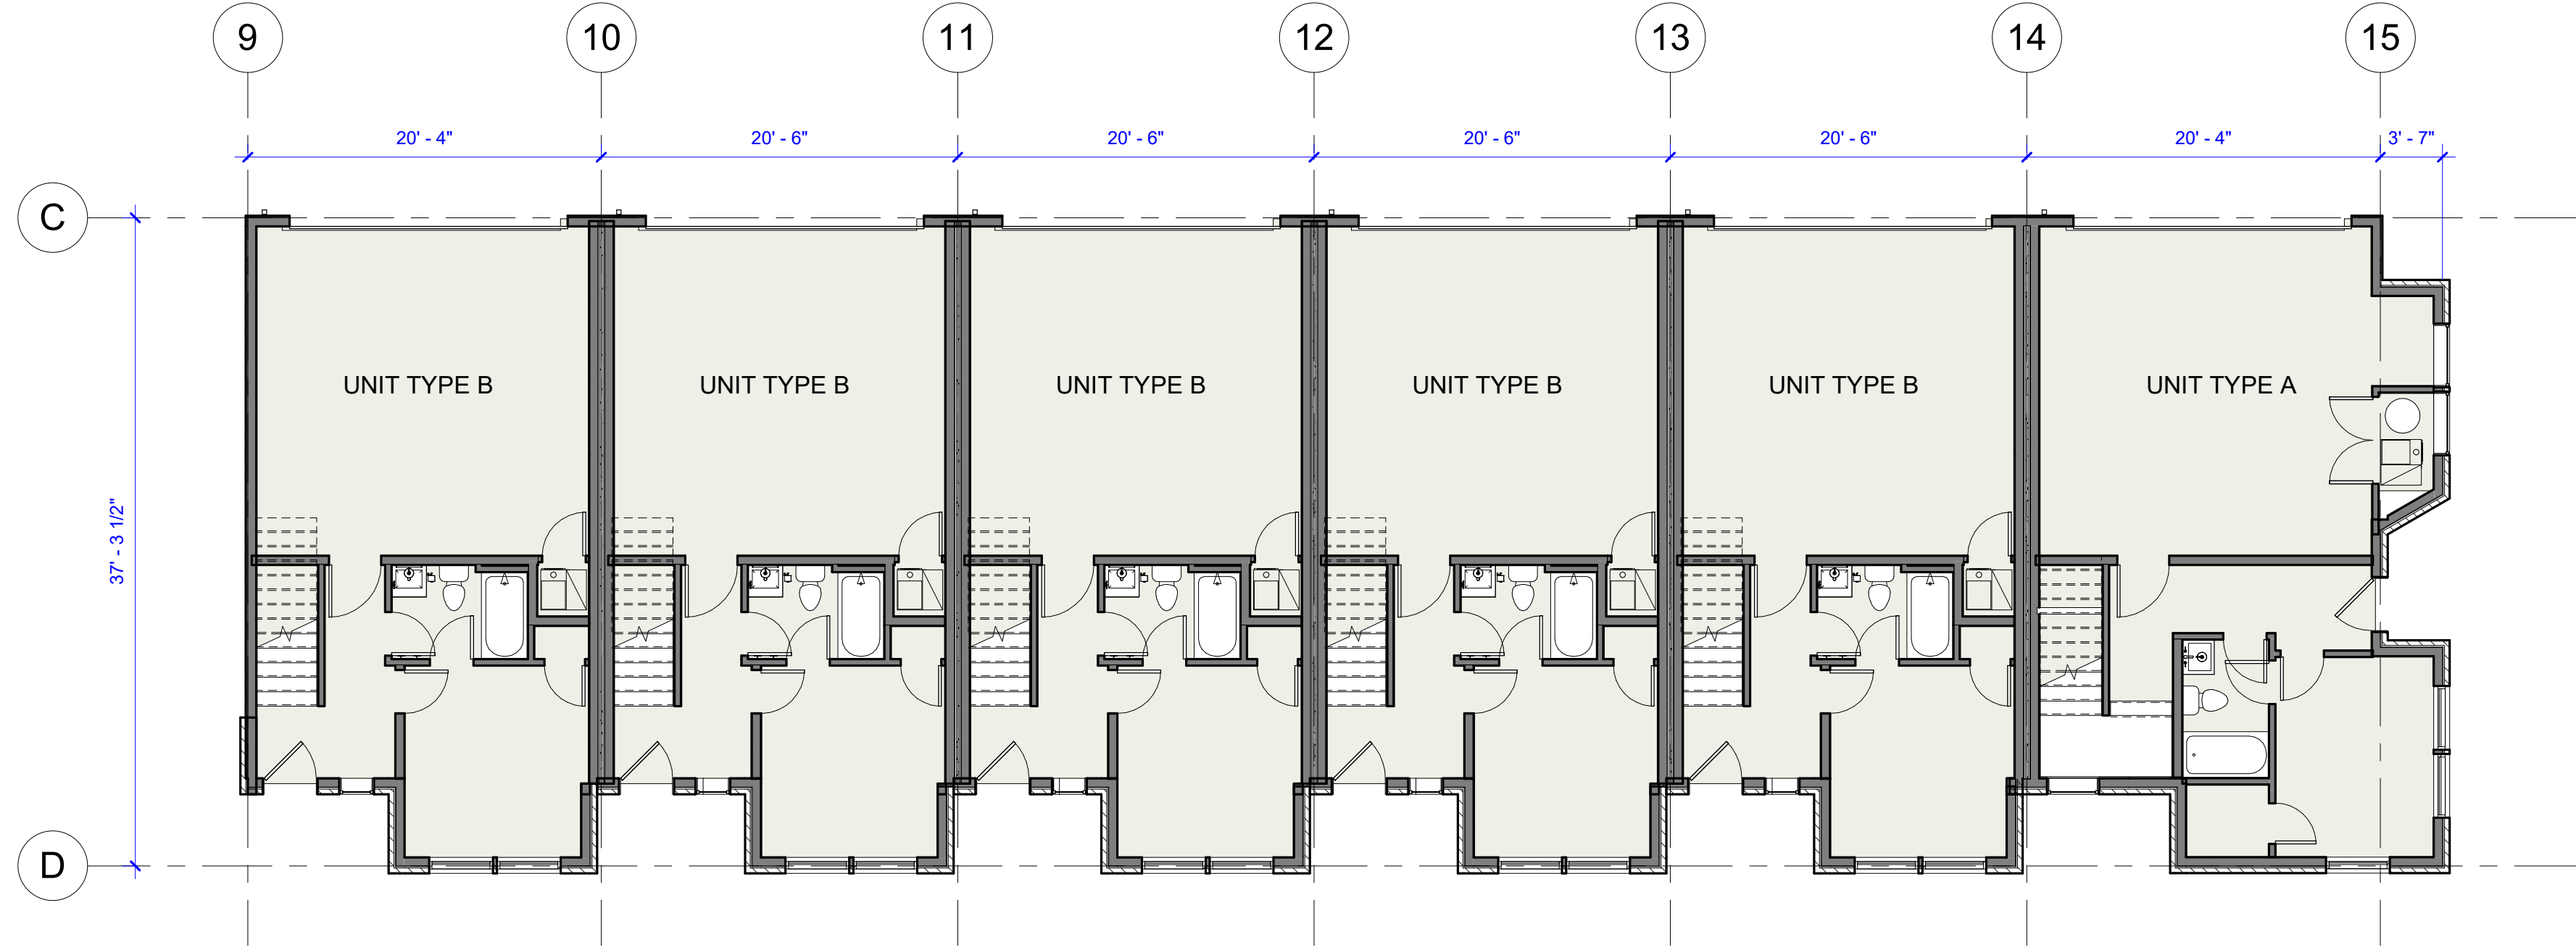 9 10 11 12 13 14 15
20' - 4" 20' - 6" 20' - 6" 20' - 6" 20' - 6" 20' - 4" 3' - 7"
C
UNIT TYPE B UNIT TYPE B UNIT TYPE B UNIT TYPE B UNIT TYPE B UNIT TYPE A
37' - 3 1/2"
D